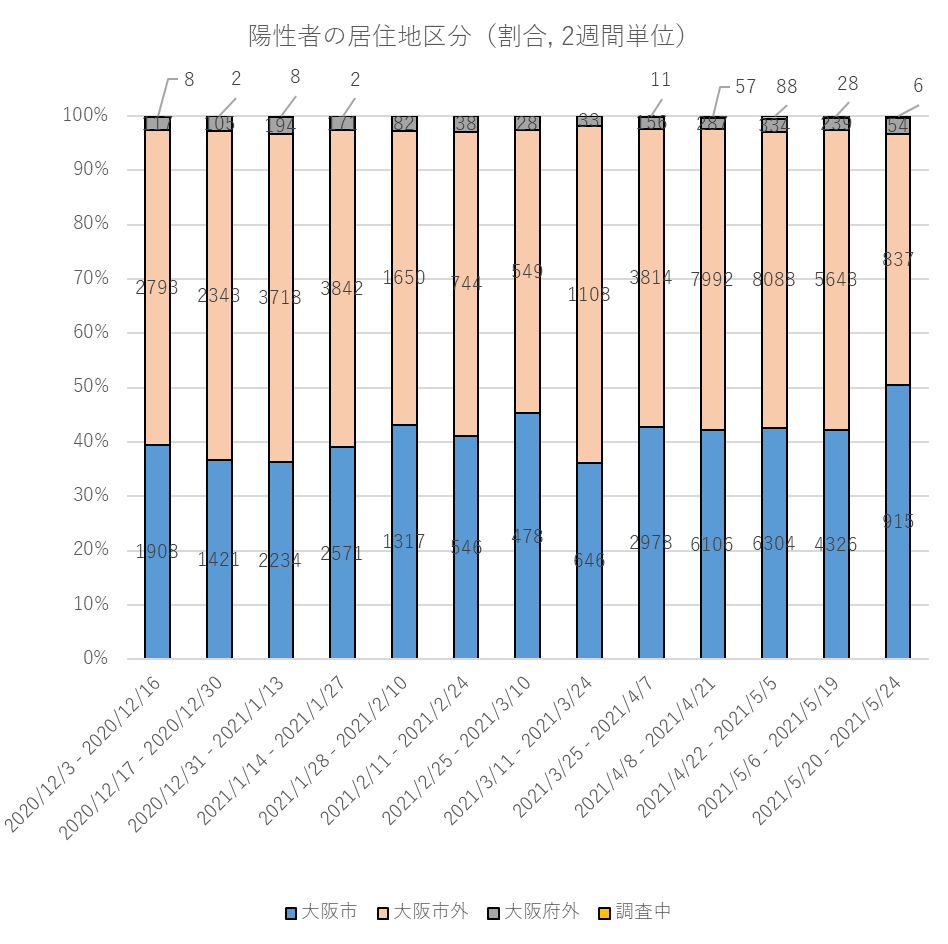 陽性者の居住地区分（割合, 2週間単位）
8 2 8 2 11 57 88 28 6
100%
117 105 194 171 82 38 28 33 156 287 334 239 54
90%
80%
70%
2793 2343 3718 3842 1650 744 549 1108 3814 7992 8088 5643 837
60%
50%
40%
30%
20%
1908 1421 2234 2571 1317 546 478 646 2978 6106 6304 4326 915
10%
0%
2020/12/3 - 2020/12/16
2020/12/17 - 2020/12/30
2020/12/31 - 2021/1/13
2021/1/14 - 2021/1/27
2021/1/28 - 2021/2/10
2021/2/11 - 2021/2/24
2021/2/25 - 2021/3/10
2021/3/11 - 2021/3/24
2021/3/25 - 2021/4/7
2021/4/8 - 2021/4/21
2021/4/22 - 2021/5/5
2021/5/6 - 2021/5/19
2021/5/20 - 2021/5/24
大阪市 大阪市外 大阪府外 調査中